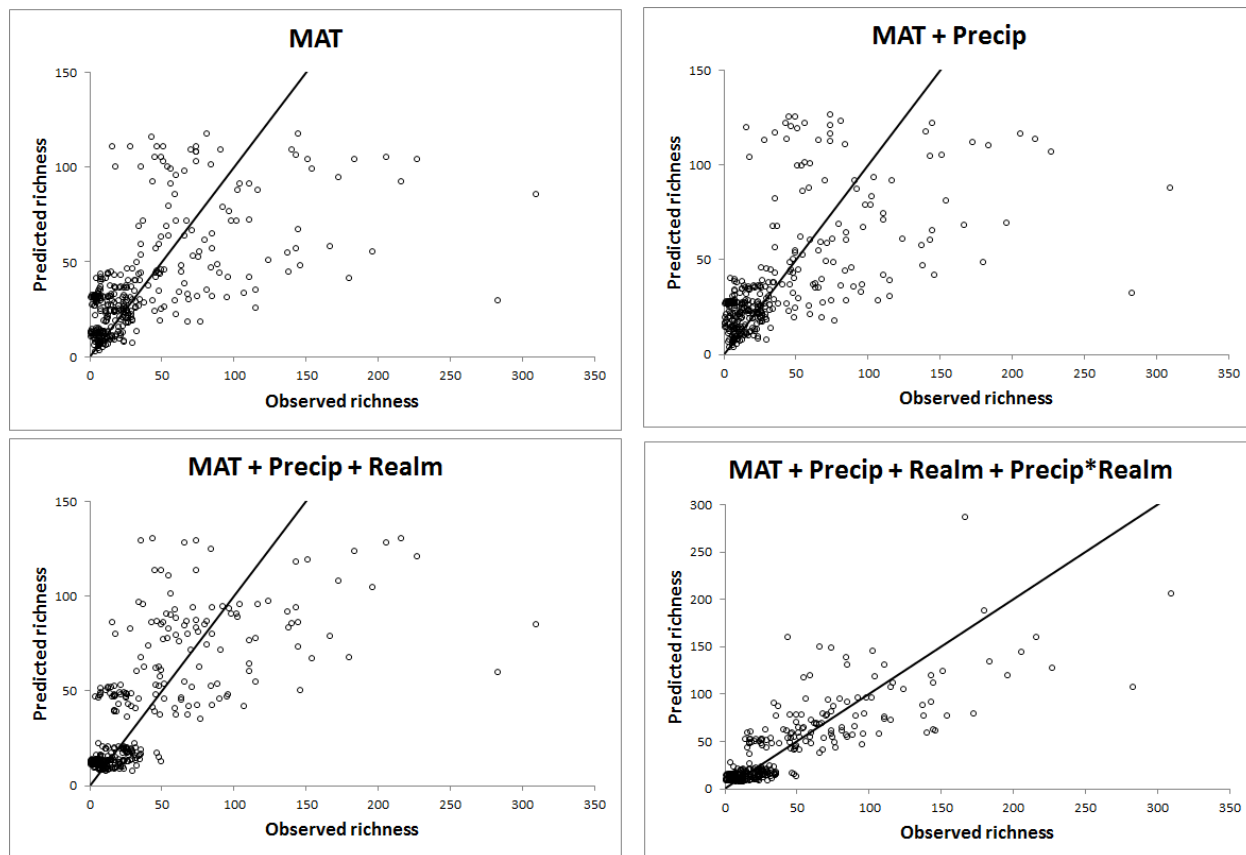 MAT
150
100
50
0
Predicted richness
0 50 100 150 200 250 300 350
Observed richness
MAT + Precip
150
100
50
0
Predicted richness
0 50 100 150 200 250 300 350
Observed richness
MAT + Precip + Realm
150
100
50
0
Predicted richness
0 50 100 150 200 250 300 350
Observed richness
MAT + Precip + Realm + Precip*Realm
300
250
200
150
100
50
0
Predicted richness
0 50 100 150 200 250 300 350
Observed richness